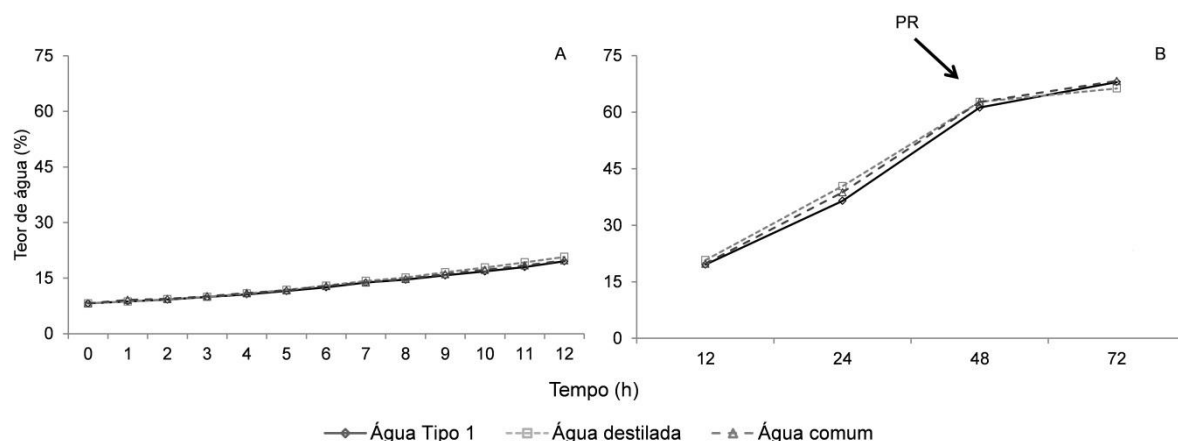 PR
75
A
60
45
30
15
0
Teor de água (%)
0 1 2 3 4 5 6 7 8 9 10 11 12
75
B
60
45
30
15
0
12 24 48 72
Tempo (h)
Água Tipo 1 Água destilada Água comum